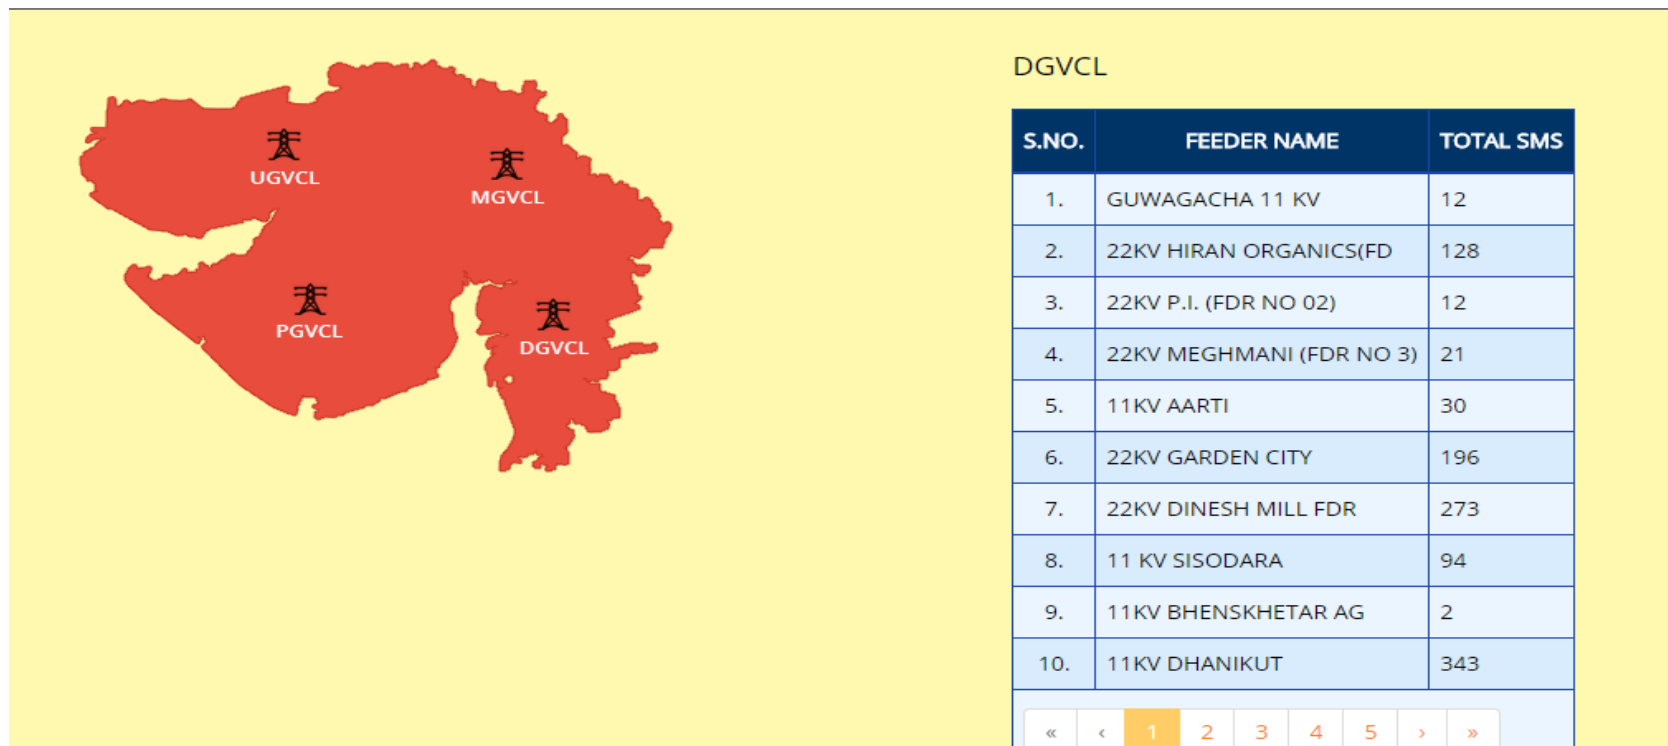 UGVCL
MGVCL
PGVCL
DGVCL
DGVCL
S.NO. FEEDER NAME TOTAL SMS
1. GUWAGACHA 11 KV 12
2. 22KV HIRAN ORGANICS(FD 128
3. 22KV P.I. (FDR NO 02) 12
4. 22KV MEGHMANI (FDR NO 3) 21
5. 11KV AARTI 30
6. 22KV GARDEN CITY 196
7. 22KV DINESH MILL FDR 273
8. 11 KV SISODARA 94
9. 11KV BHENSKHETAR AG 2
10. 11KV DHANIKUT 343
« ‹ 1 2 3 4 5 › »